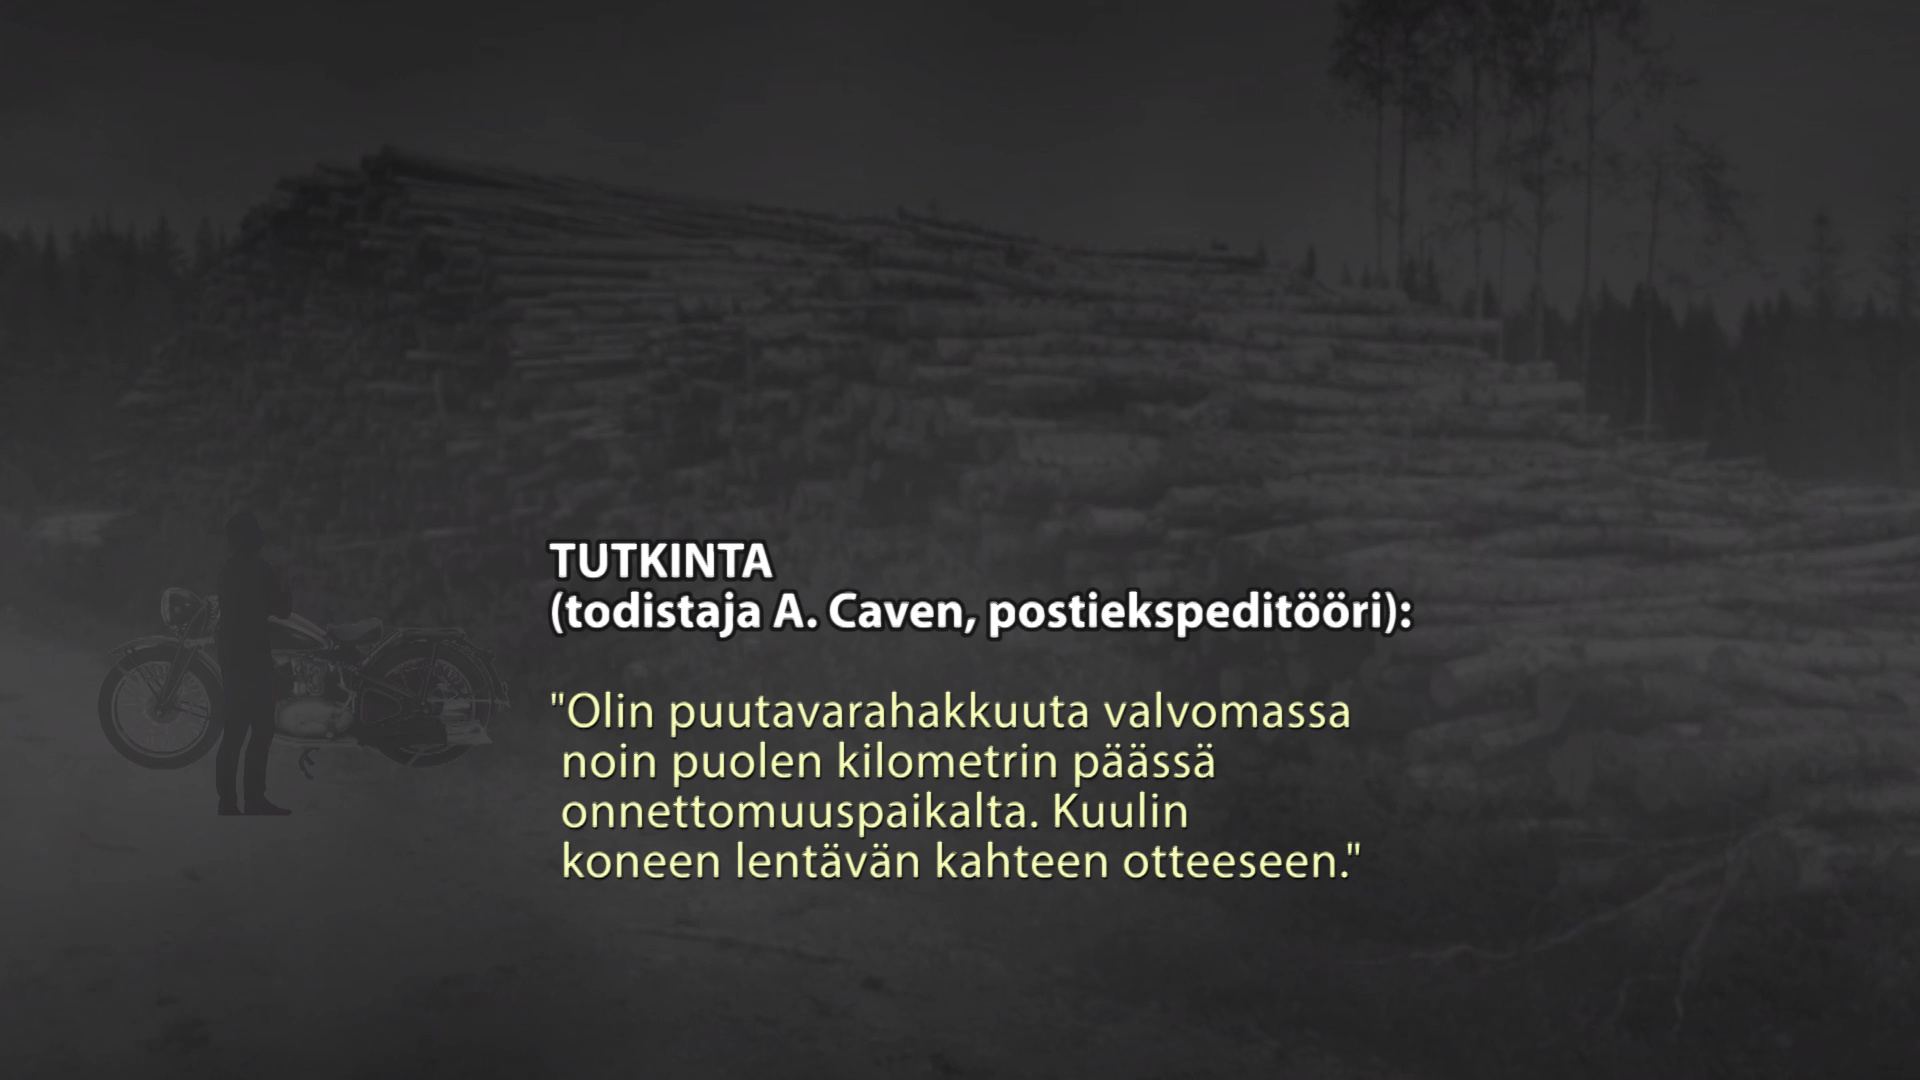 TUTKINTA
(todistaja A. Caven, postiekspeditööri):
"Olin puutavarahakkuuta valvomassa
noin puolen kilometrin päässä
onnettomuuspaikalta. Kuulin
koneen lentävän kahteen otteeseen."